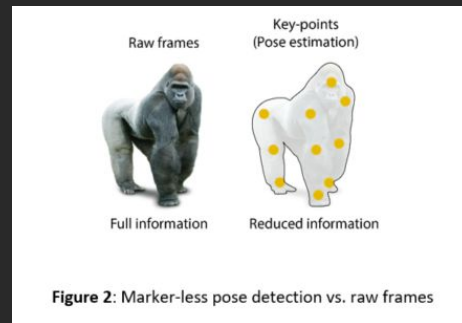 Raw frames
Key-points
(Pose estimation)
Full information
Reduced information
Figure 2: Marker-less pose detection vs. raw frames